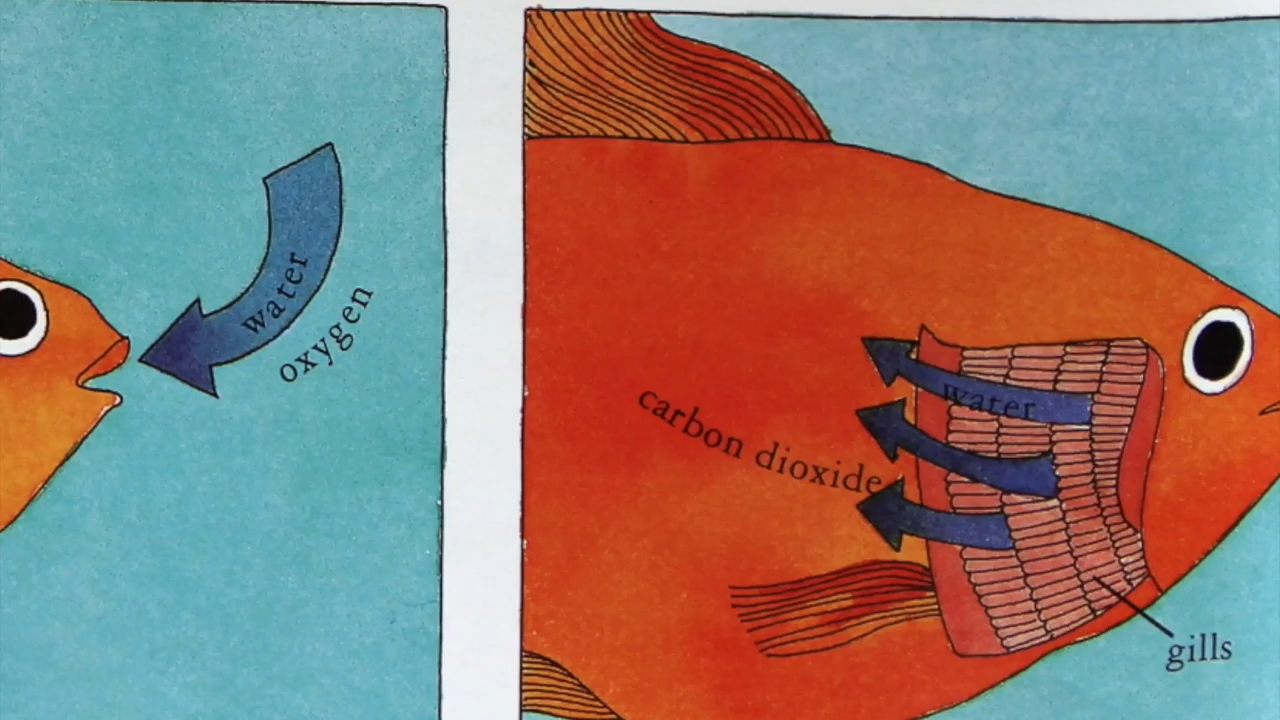 water
oxygen
water
carbon dioxide
gills